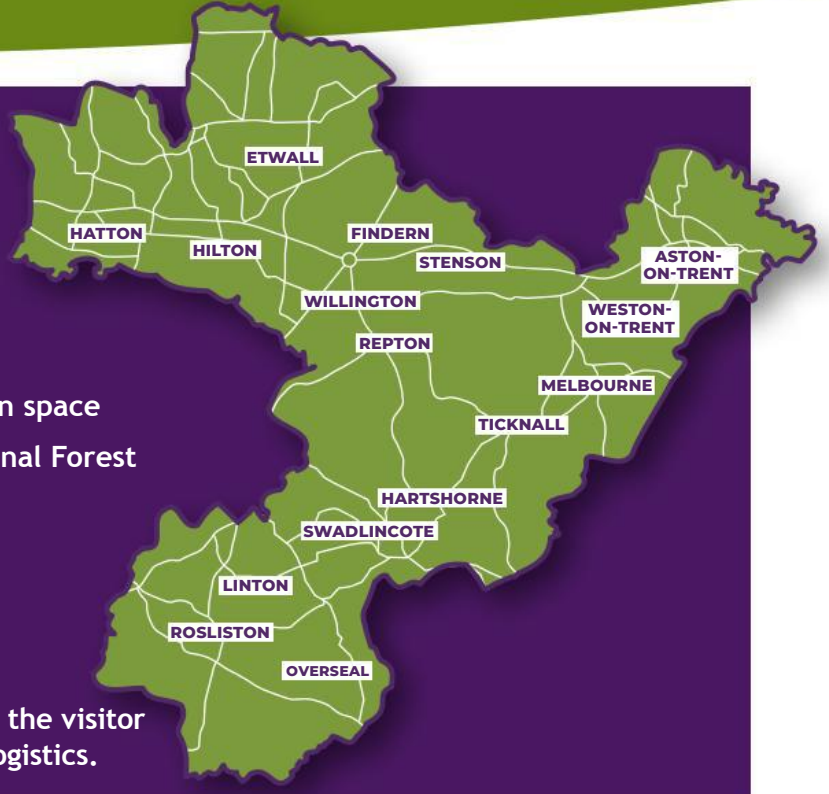 ETWALL
HATTON
HILTON
FINDERN
STENSON
ASTON-
ON-TRENT
WILLINGTON
WESTON-
ON-TRENT
REPTON
MELBOURNE
TICKNALL
HARTSHORNE
SWADLINCOTE
LINTON
ROSLISTON
OVERSEAL
n space
nal Forest
the visitor
ogistics.